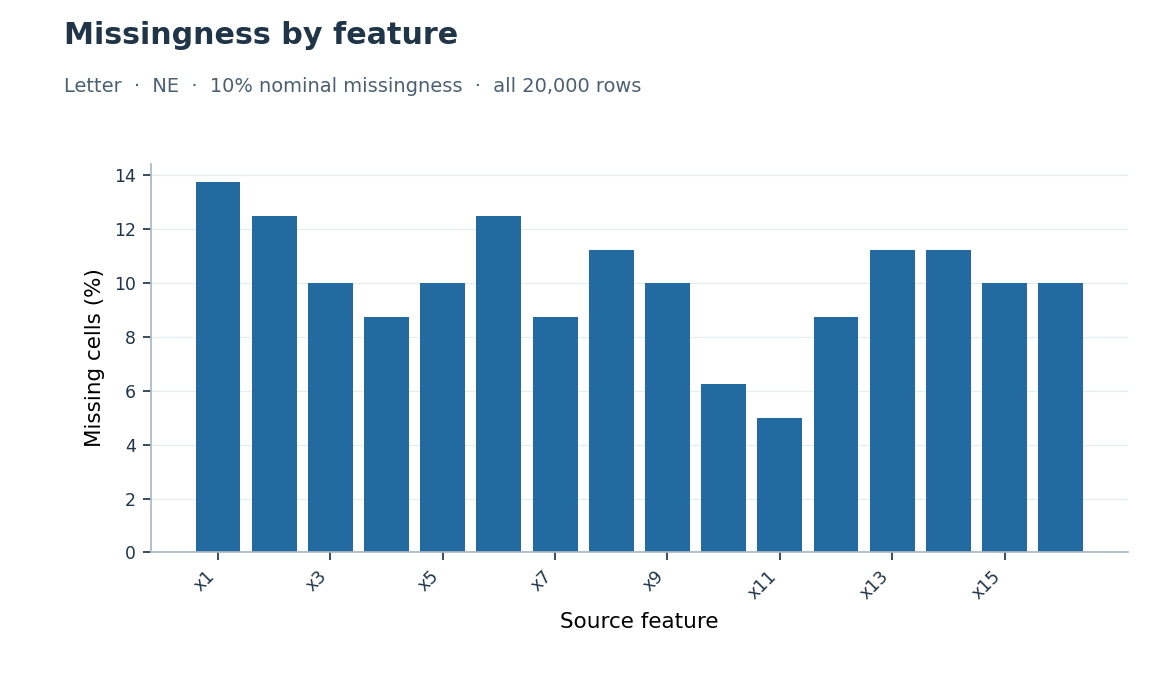 Missingness by feature
Letter · NE · 10% nominal missingness · all 20,000 rows
14
12
10
8
6
4
2
0
Missing cells (%)
x1 x3 x5 x7 x9 x11 x13 x15
Source feature